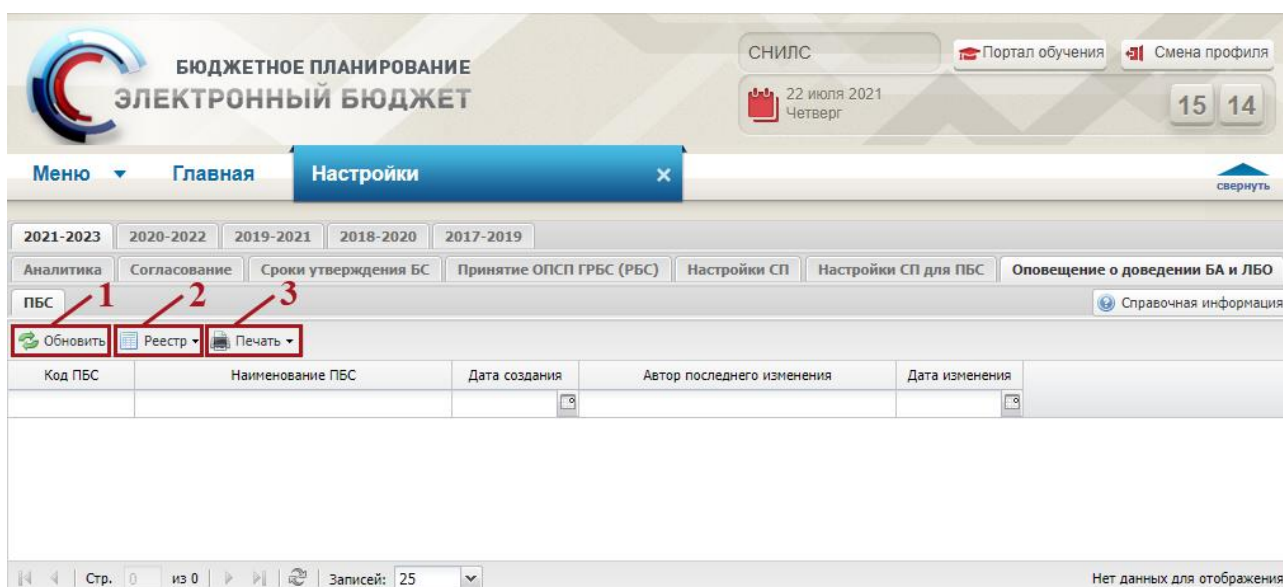 БЮДЖЕТНОЕ ПЛАНИРОВАНИЕ
ЭЛЕКТРОННЫЙ БЮДЖЕТ
СНИЛС
Портал обучения
Смена профиля
22 июля 2021
Четверг
15 14
Меню Главная Настройки
свернуть
2021-2023 2020-2022 2019-2021 2018-2020 2017-2019
Аналитика Согласование Сроки утверждения БС Принятие ОПСП ГРБС (РБС) Настройки СП Настройки СП для ПБС Оповещение о доведении БА и ЛБО
ПБС 1 2 3 Справочная информация
Обновить Реестр Печать
Код ПБС Наименование ПБС Дата создания Автор последнего изменения Дата изменения
Стр. 0 из 0 Записей: 25 Нет данных для отображения